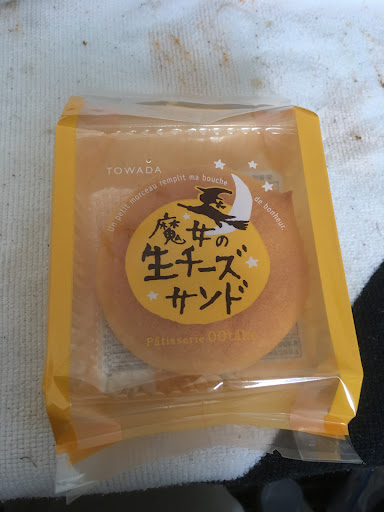 TOWADA
Un petit morceau remplit ma bouche de bonheur.
魔女の
生チーズ
サンド
Pâtisserie OOtaNi